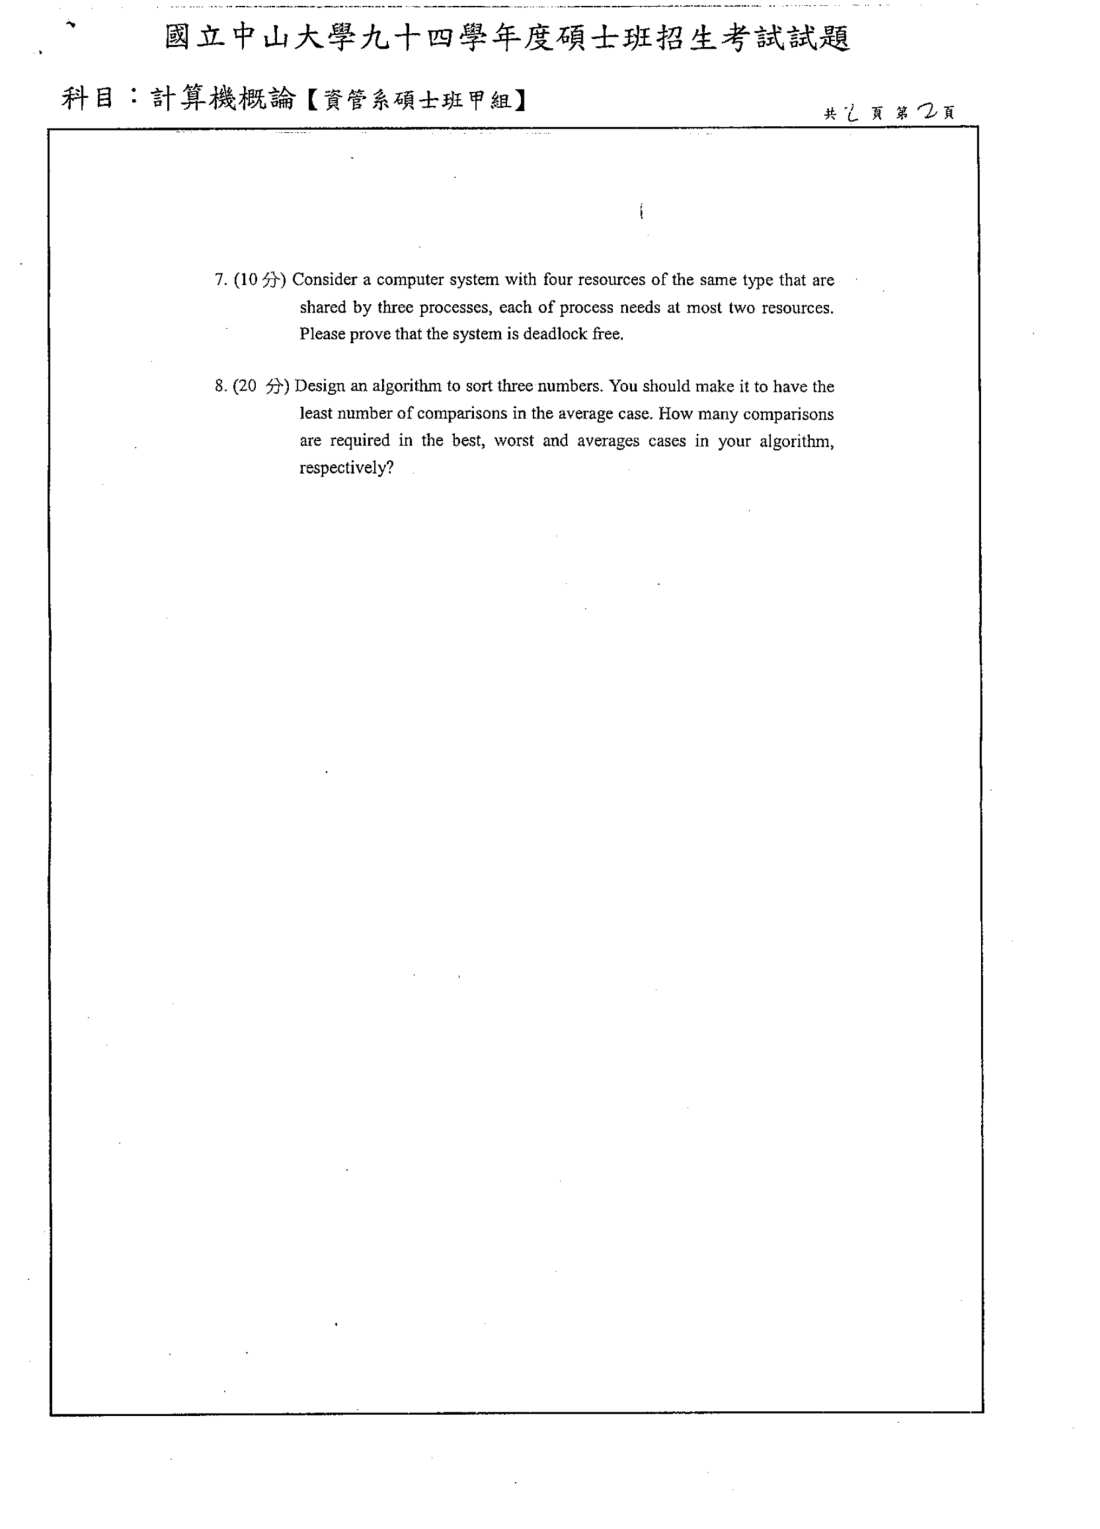 國立中山大學九十四學年度碩士班招生考試試題
科目：計算機概論【資管系碩士班甲組】
共2頁 第2頁
7. (10 分) Consider a computer system with four resources of the same type that are
shared by three processes, each of process needs at most two resources.
Please prove that the system is deadlock free.
8. (20 分) Design an algorithm to sort three numbers. You should make it to have the
least number of comparisons in the average case. How many comparisons
are required in the best, worst and averages cases in your algorithm,
respectively?